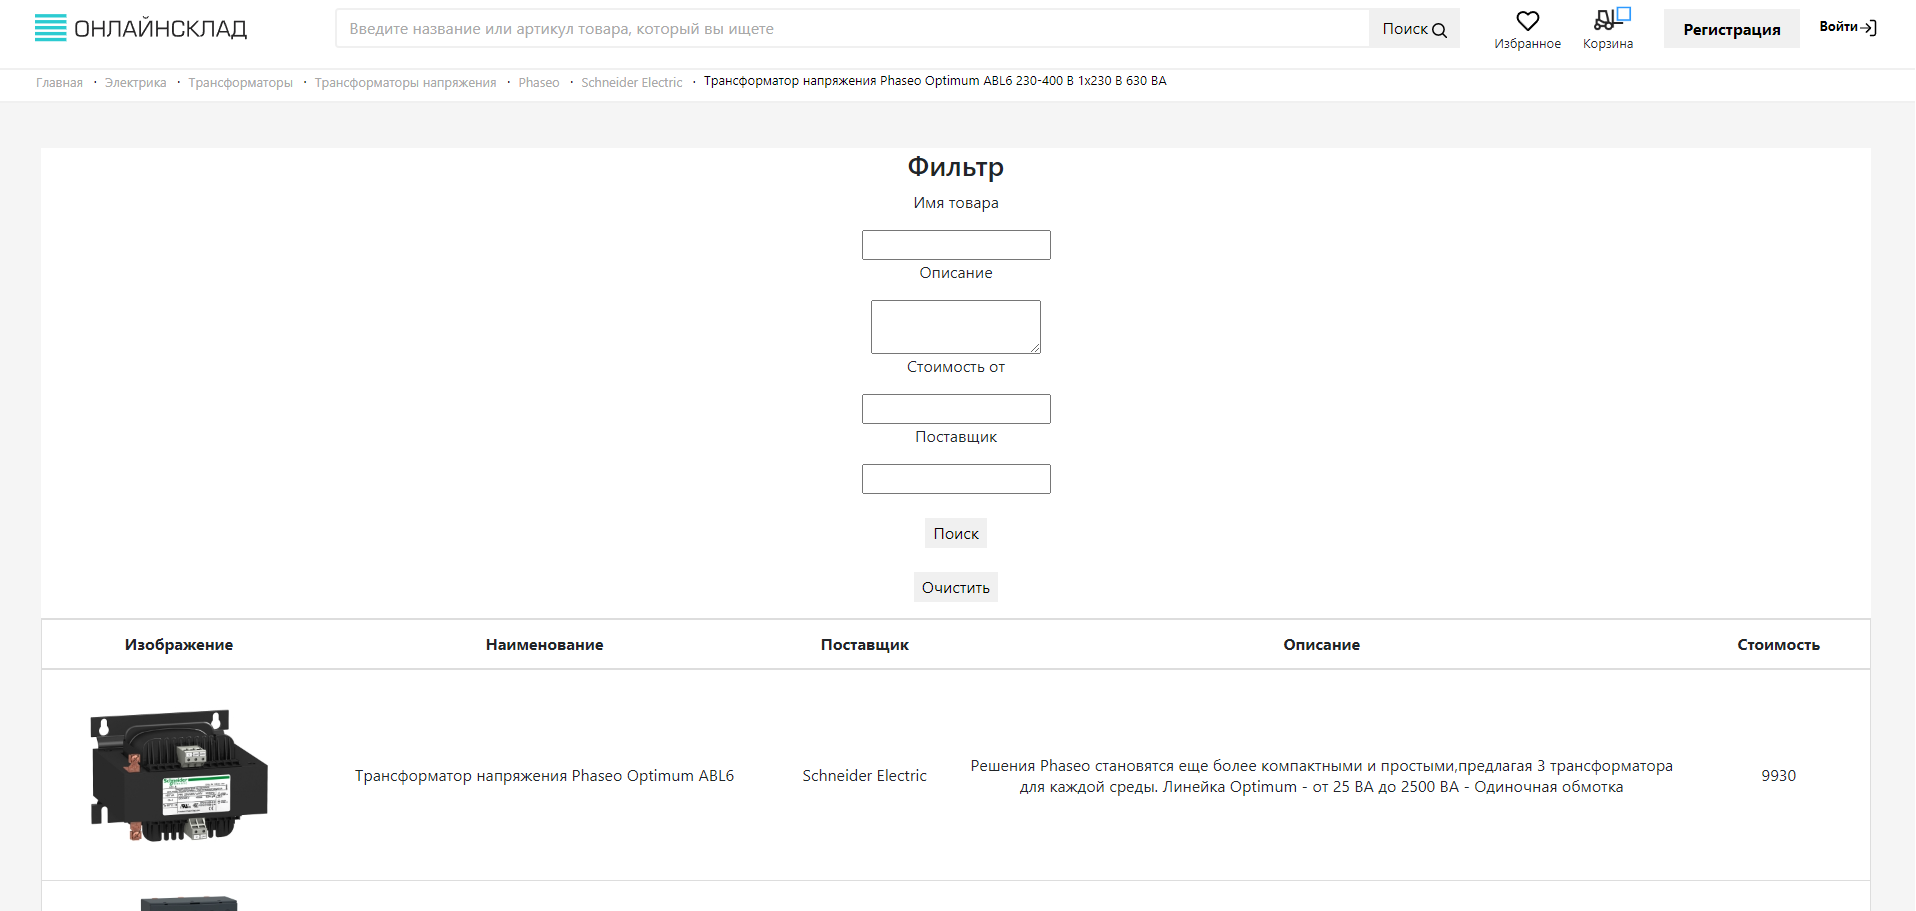 ОНЛАЙНСКЛАД
Введите название или артикул товара, который вы ищете
Поиск
Избранное
Корзина
Регистрация
Войти
Главная · Электрика · Трансформаторы · Трансформаторы напряжения · Phaseo · Schneider Electric · Трансформатор напряжения Phaseo Optimum ABL6 230-400 В 1x230 В 630 ВА
Фильтр
Имя товара
Описание
Стоимость от
Поставщик
Поиск
Очистить
Изображение Наименование Поставщик Описание Стоимость
Трансформатор напряжения Phaseo Optimum ABL6
Schneider Electric
Решения Phaseo становятся еще более компактными и простыми,предлагая 3 трансформатора
для каждой среды. Линейка Optimum - от 25 ВА до 2500 ВА - Одиночная обмотка
9930